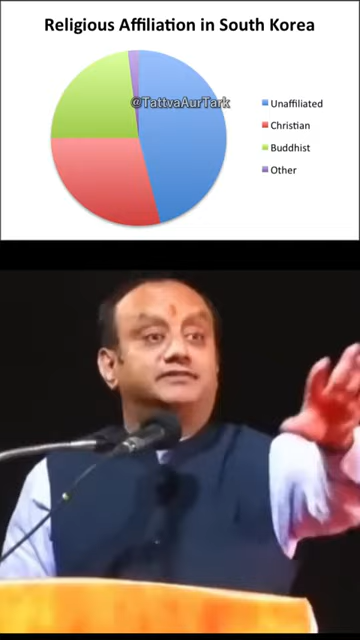 Religious Affiliation in South Korea
@TattvaAurTark
Unaffiliated
Christian
Buddhist
Other